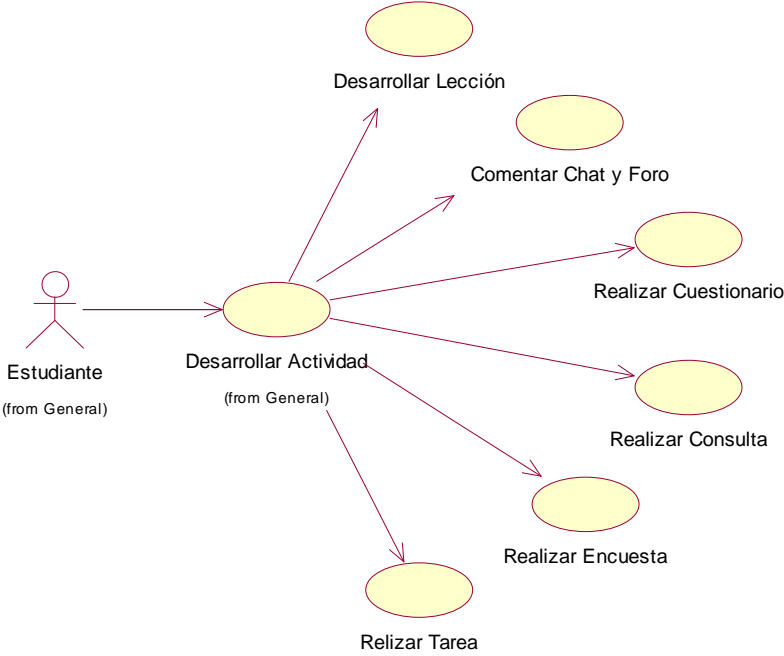 Desarrollar Lección
Comentar Chat y Foro
Realizar Cuestionario
Estudiante
(from General)
Desarrollar Actividad
(from General)
Realizar Consulta
Realizar Encuesta
Relizar Tarea